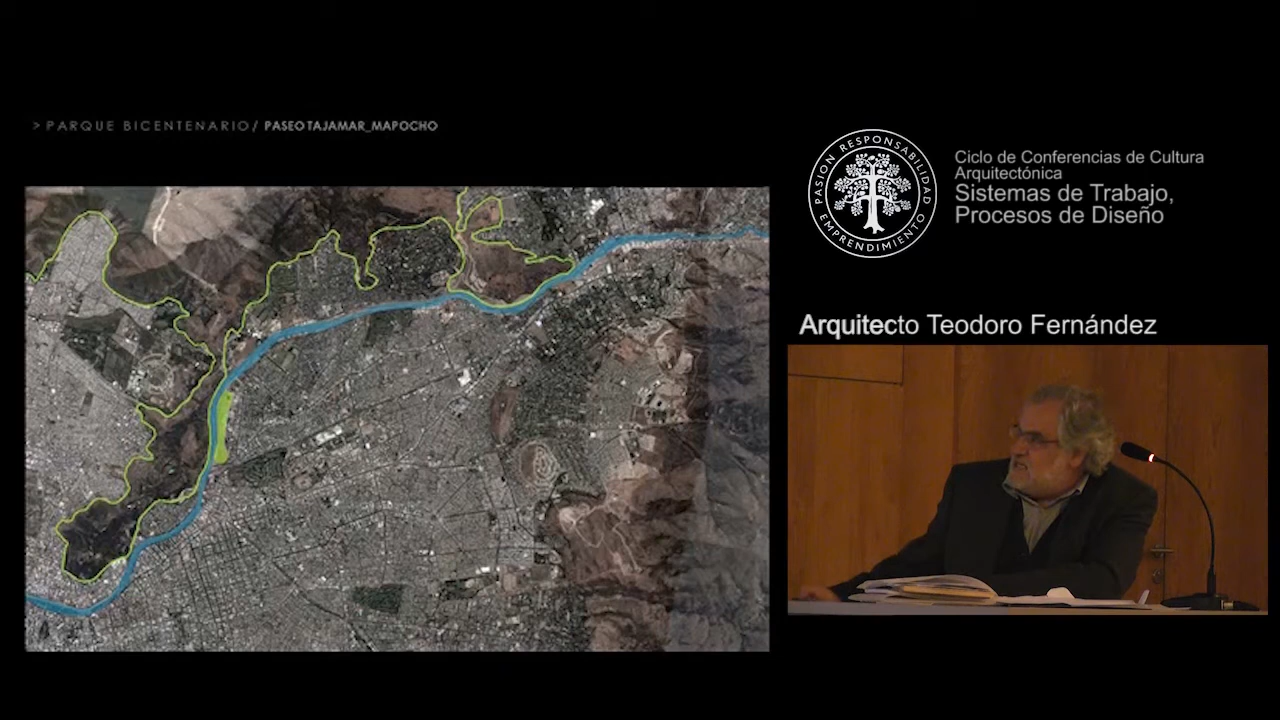 > PARQUE BICENTENARIO/ PASEO TAJAMAR_MAPOCHO
PASION RESPONSABILIDAD EMPRENDIMIENTO
Ciclo de Conferencias de Cultura
Arquitectónica
Sistemas de Trabajo,
Procesos de Diseño
Arquitecto Teodoro Fernández